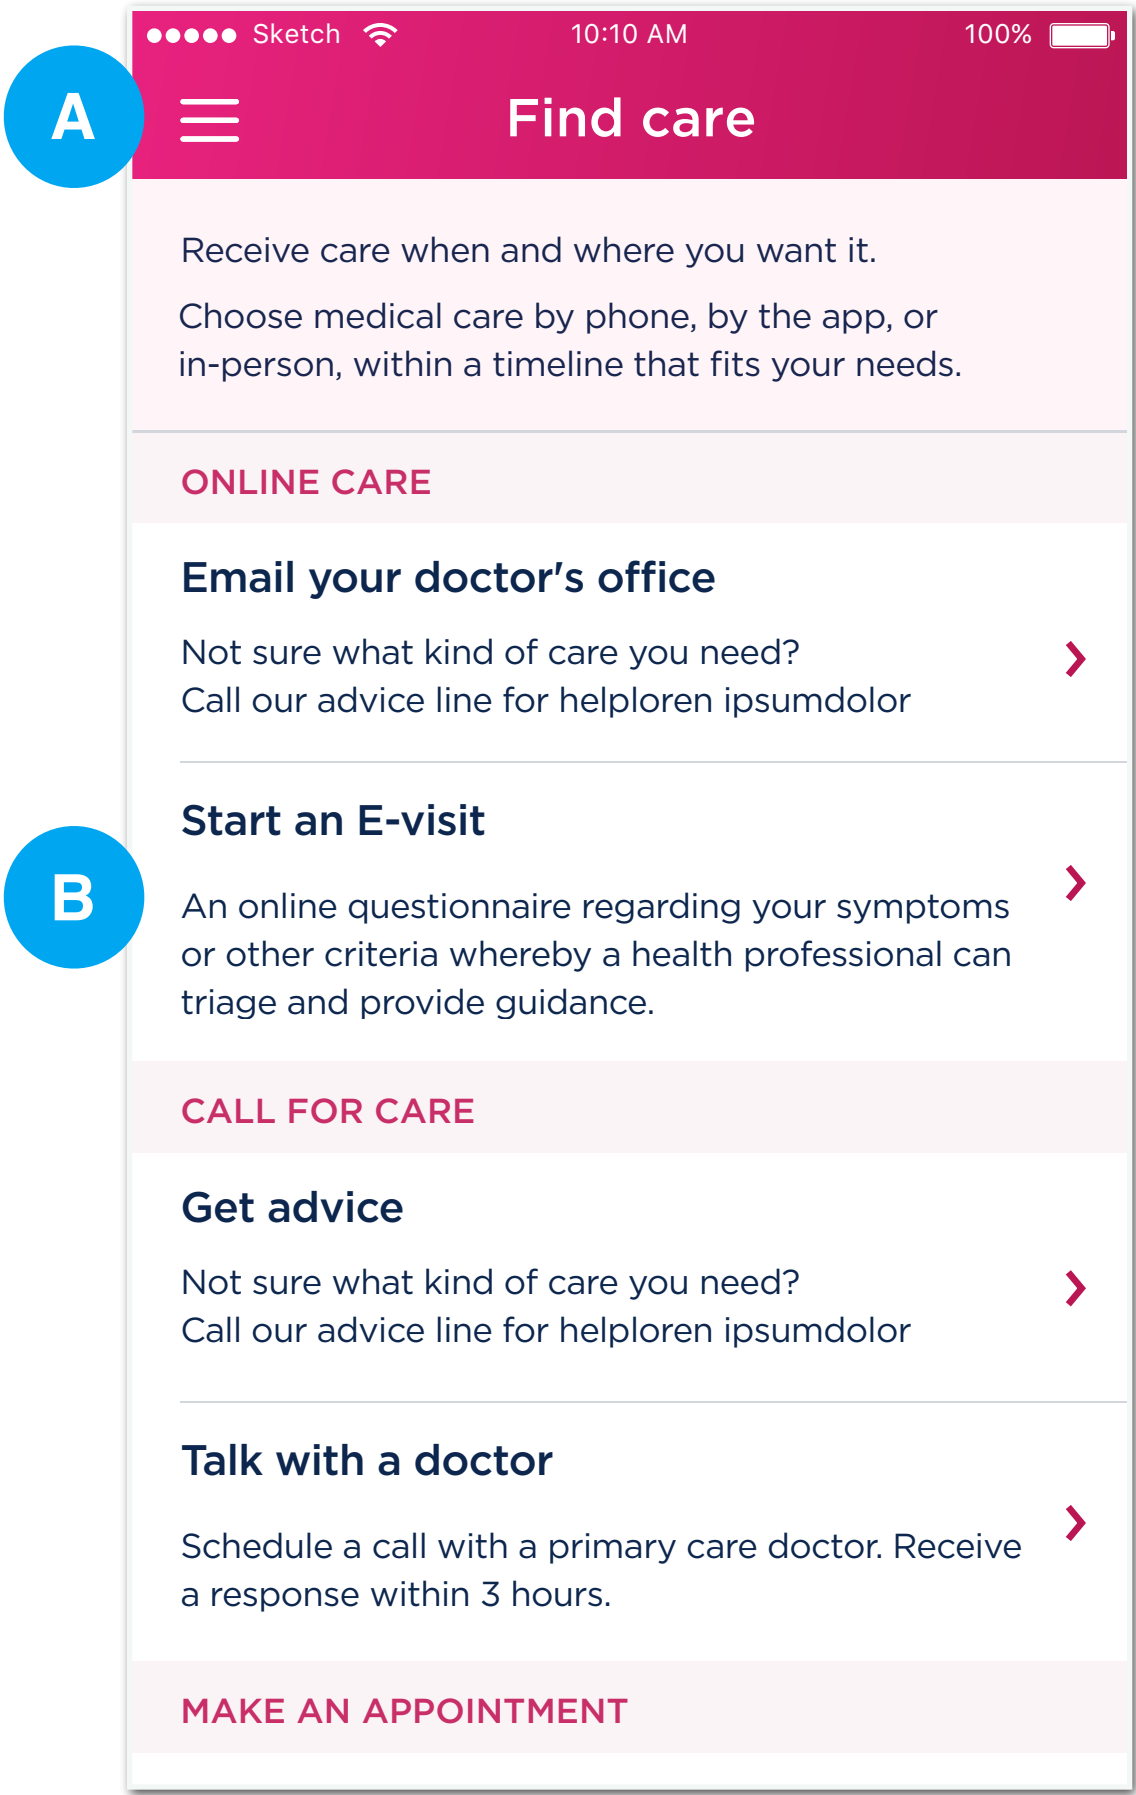 Sketch 10:10 AM 100%
A
Find care
Receive care when and where you want it.
Choose medical care by phone, by the app, or
in-person, within a timeline that fits your needs.
ONLINE CARE
Email your doctor's office
Not sure what kind of care you need?
Call our advice line for helploren ipsumdolor
Start an E-visit
B
An online questionnaire regarding your symptoms
or other criteria whereby a health professional can
triage and provide guidance.
CALL FOR CARE
Get advice
Not sure what kind of care you need?
Call our advice line for helploren ipsumdolor
Talk with a doctor
Schedule a call with a primary care doctor. Receive
a response within 3 hours.
MAKE AN APPOINTMENT